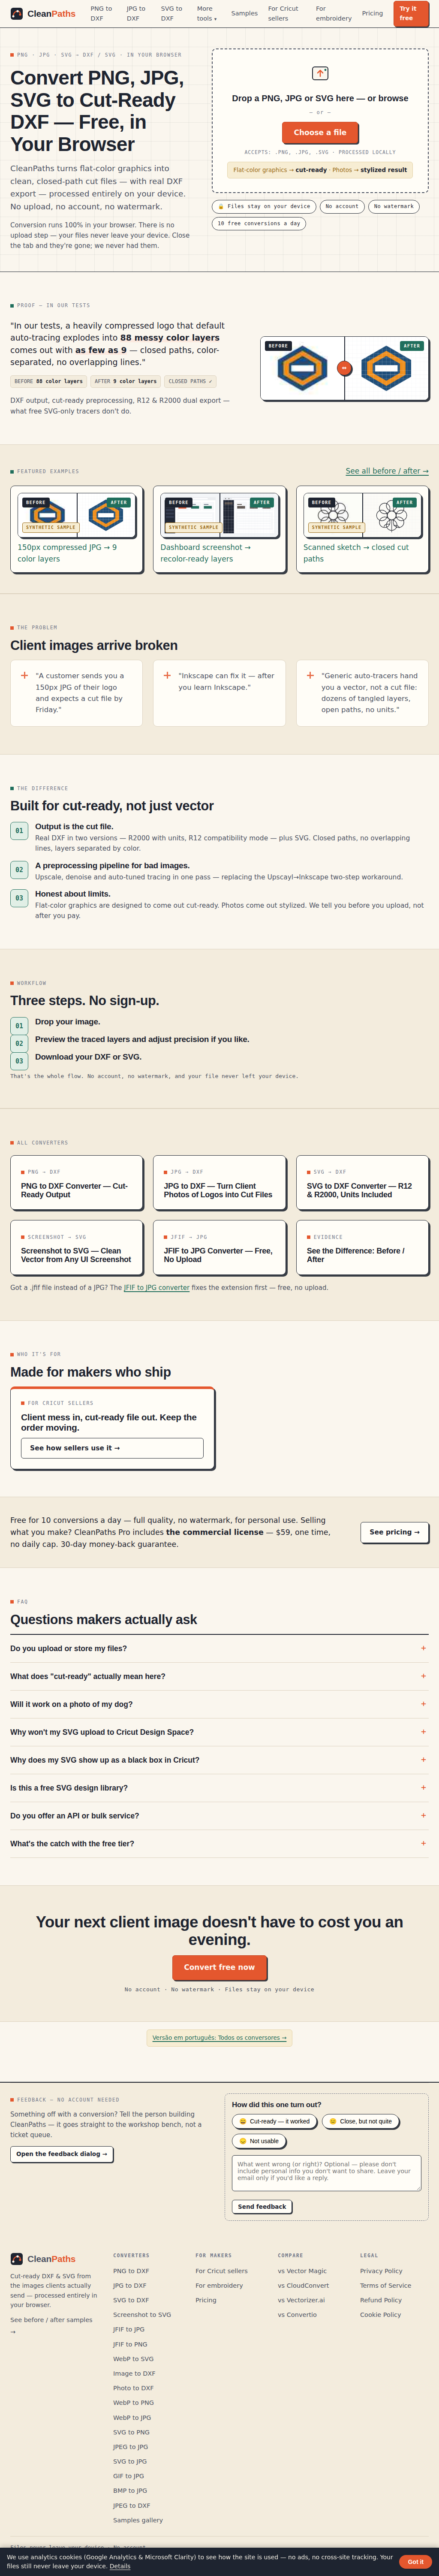 CleanPaths
PNG to DXF
JPG to DXF
SVG to DXF
More tools ▾
Samples
For Cricut sellers
For embroidery
Pricing
Try it free
PNG · JPG · SVG → DXF / SVG · IN YOUR BROWSER
Convert PNG, JPG,
SVG to Cut-Ready
DXF — Free, in
Your Browser
CleanPaths turns flat-color graphics into
clean, closed-path cut files — with real DXF
export — processed entirely on your device.
No upload, no account, no watermark.
Conversion runs 100% in your browser. There is no
upload step — your files never leave your device. Close
the tab and they're gone; we never had them.
Drop a PNG, JPG or SVG here — or browse
— or —
Choose a file
ACCEPTS: .PNG, .JPG, .SVG · PROCESSED LOCALLY
Flat-color graphics → cut-ready · Photos → stylized result
🔒 Files stay on your device
No account
No watermark
10 free conversions a day
PROOF — IN OUR TESTS
"In our tests, a heavily compressed logo that default
auto-tracing explodes into 88 messy color layers
comes out with as few as 9 — closed paths, color-
separated, no overlapping lines."
BEFORE 88 color layers
AFTER 9 color layers
CLOSED PATHS ✓
DXF output, cut-ready preprocessing, R12 & R2000 dual export —
what free SVG-only tracers don't do.
BEFORE
AFTER
FEATURED EXAMPLES
See all before / after →
BEFORE
AFTER
SYNTHETIC SAMPLE
150px compressed JPG → 9
color layers
BEFORE
AFTER
SYNTHETIC SAMPLE
Dashboard screenshot →
recolor-ready layers
BEFORE
AFTER
SYNTHETIC SAMPLE
Scanned sketch → closed cut
paths
THE PROBLEM
Client images arrive broken
"A customer sends you a
150px JPG of their logo
and expects a cut file by
Friday."
"Inkscape can fix it — after
you learn Inkscape."
"Generic auto-tracers hand
you a vector, not a cut file:
dozens of tangled layers,
open paths, no units."
THE DIFFERENCE
Built for cut-ready, not just vector
01
Output is the cut file.
Real DXF in two versions — R2000 with units, R12 compatibility mode — plus SVG. Closed paths, no overlapping
lines, layers separated by color.
02
A preprocessing pipeline for bad images.
Upscale, denoise and auto-tracing in one pass — replacing the Upscayl→Inkscape two-step workaround.
03
Honest about limits.
Flat-color graphics are designed to come out cut-ready. Photos come out stylized. We tell you before you upload, not
after you pay.
WORKFLOW
Three steps. No sign-up.
01
Drop your image.
02
Preview the traced layers and adjust precision if you like.
03
Download your DXF or SVG.
That's the whole flow. No account, no watermark, and your file never left your device.
ALL CONVERTERS
PNG → DXF
PNG to DXF Converter — Cut-
Ready Output
JPG → DXF
JPG to DXF — Turn Client
Photos of Logos into Cut Files
SVG → DXF
SVG to DXF Converter — R12
& R2000, Units Included
SCREENSHOT → SVG
Screenshot to SVG — Clean
Vector from Any UI Screenshot
JFIF → JPG
JFIF to JPG Converter — Free,
No Upload
EVIDENCE
See the Difference: Before /
After
Got a .jfif file instead of a JPG? The JFIF to JPG converter fixes the extension first — free, no upload.
WHO IT'S FOR
Made for makers who ship
FOR CRICUT SELLERS
Client mess in, cut-ready file out. Keep the
order moving.
See how sellers use it →
Free for 10 conversions a day — full quality, no watermark, for personal use. Selling
what you make? CleanPaths Pro includes the commercial license — $59, one time,
no daily cap. 30-day money-back guarantee.
See pricing →
FAQ
Questions makers actually ask
Do you upload or store my files? +
What does "cut-ready" actually mean here? +
Will it work on a photo of my dog? +
Why won't my SVG upload to Cricut Design Space? +
Why does my SVG show up as a black box in Cricut? +
Is this a free SVG design library? +
Do you offer an API or bulk service? +
What's the catch with the free tier? +
Your next client image doesn't have to cost you an
evening.
Convert free now
No account · No watermark · Files stay on your device
Versão em português: Todos os conversores →
FEEDBACK — NO ACCOUNT NEEDED
Something off with a conversion? Tell the person building
CleanPaths — it goes straight to the workshop bench, not a
ticket queue.
Open the feedback dialog →
How did this one turn out?
Cut-ready — it worked
Close, but not quite
Not usable
What went wrong (or right)? Optional — please don't
include personal info you don't want to share. Leave your
email only if you'd like a reply.
Send feedback
CleanPaths
Cut-ready DXF & SVG from
the images clients actually
send — processed entirely in
your browser.
See before / after samples
→
CONVERTERS
PNG to DXF
JPG to DXF
SVG to DXF
Screenshot to SVG
JFIF to JPG
JFIF to PNG
WebP to SVG
Image to DXF
Photo to DXF
WebP to PNG
WebP to JPG
SVG to PNG
JPEG to JPG
SVG to JPG
GIF to JPG
BMP to JPG
JPEG to DXF
Samples gallery
FOR MAKERS
For Cricut sellers
For embroidery
Pricing
COMPARE
vs Vector Magic
vs CloudConvert
vs Vectorizer.ai
vs Convertio
LEGAL
Privacy Policy
Terms of Service
Refund Policy
Cookie Policy
We use analytics cookies (Google Analytics & Microsoft Clarity) to see how the site is used — no ads, no cross-site tracking. Your
files still never leave your device. Details
Got it